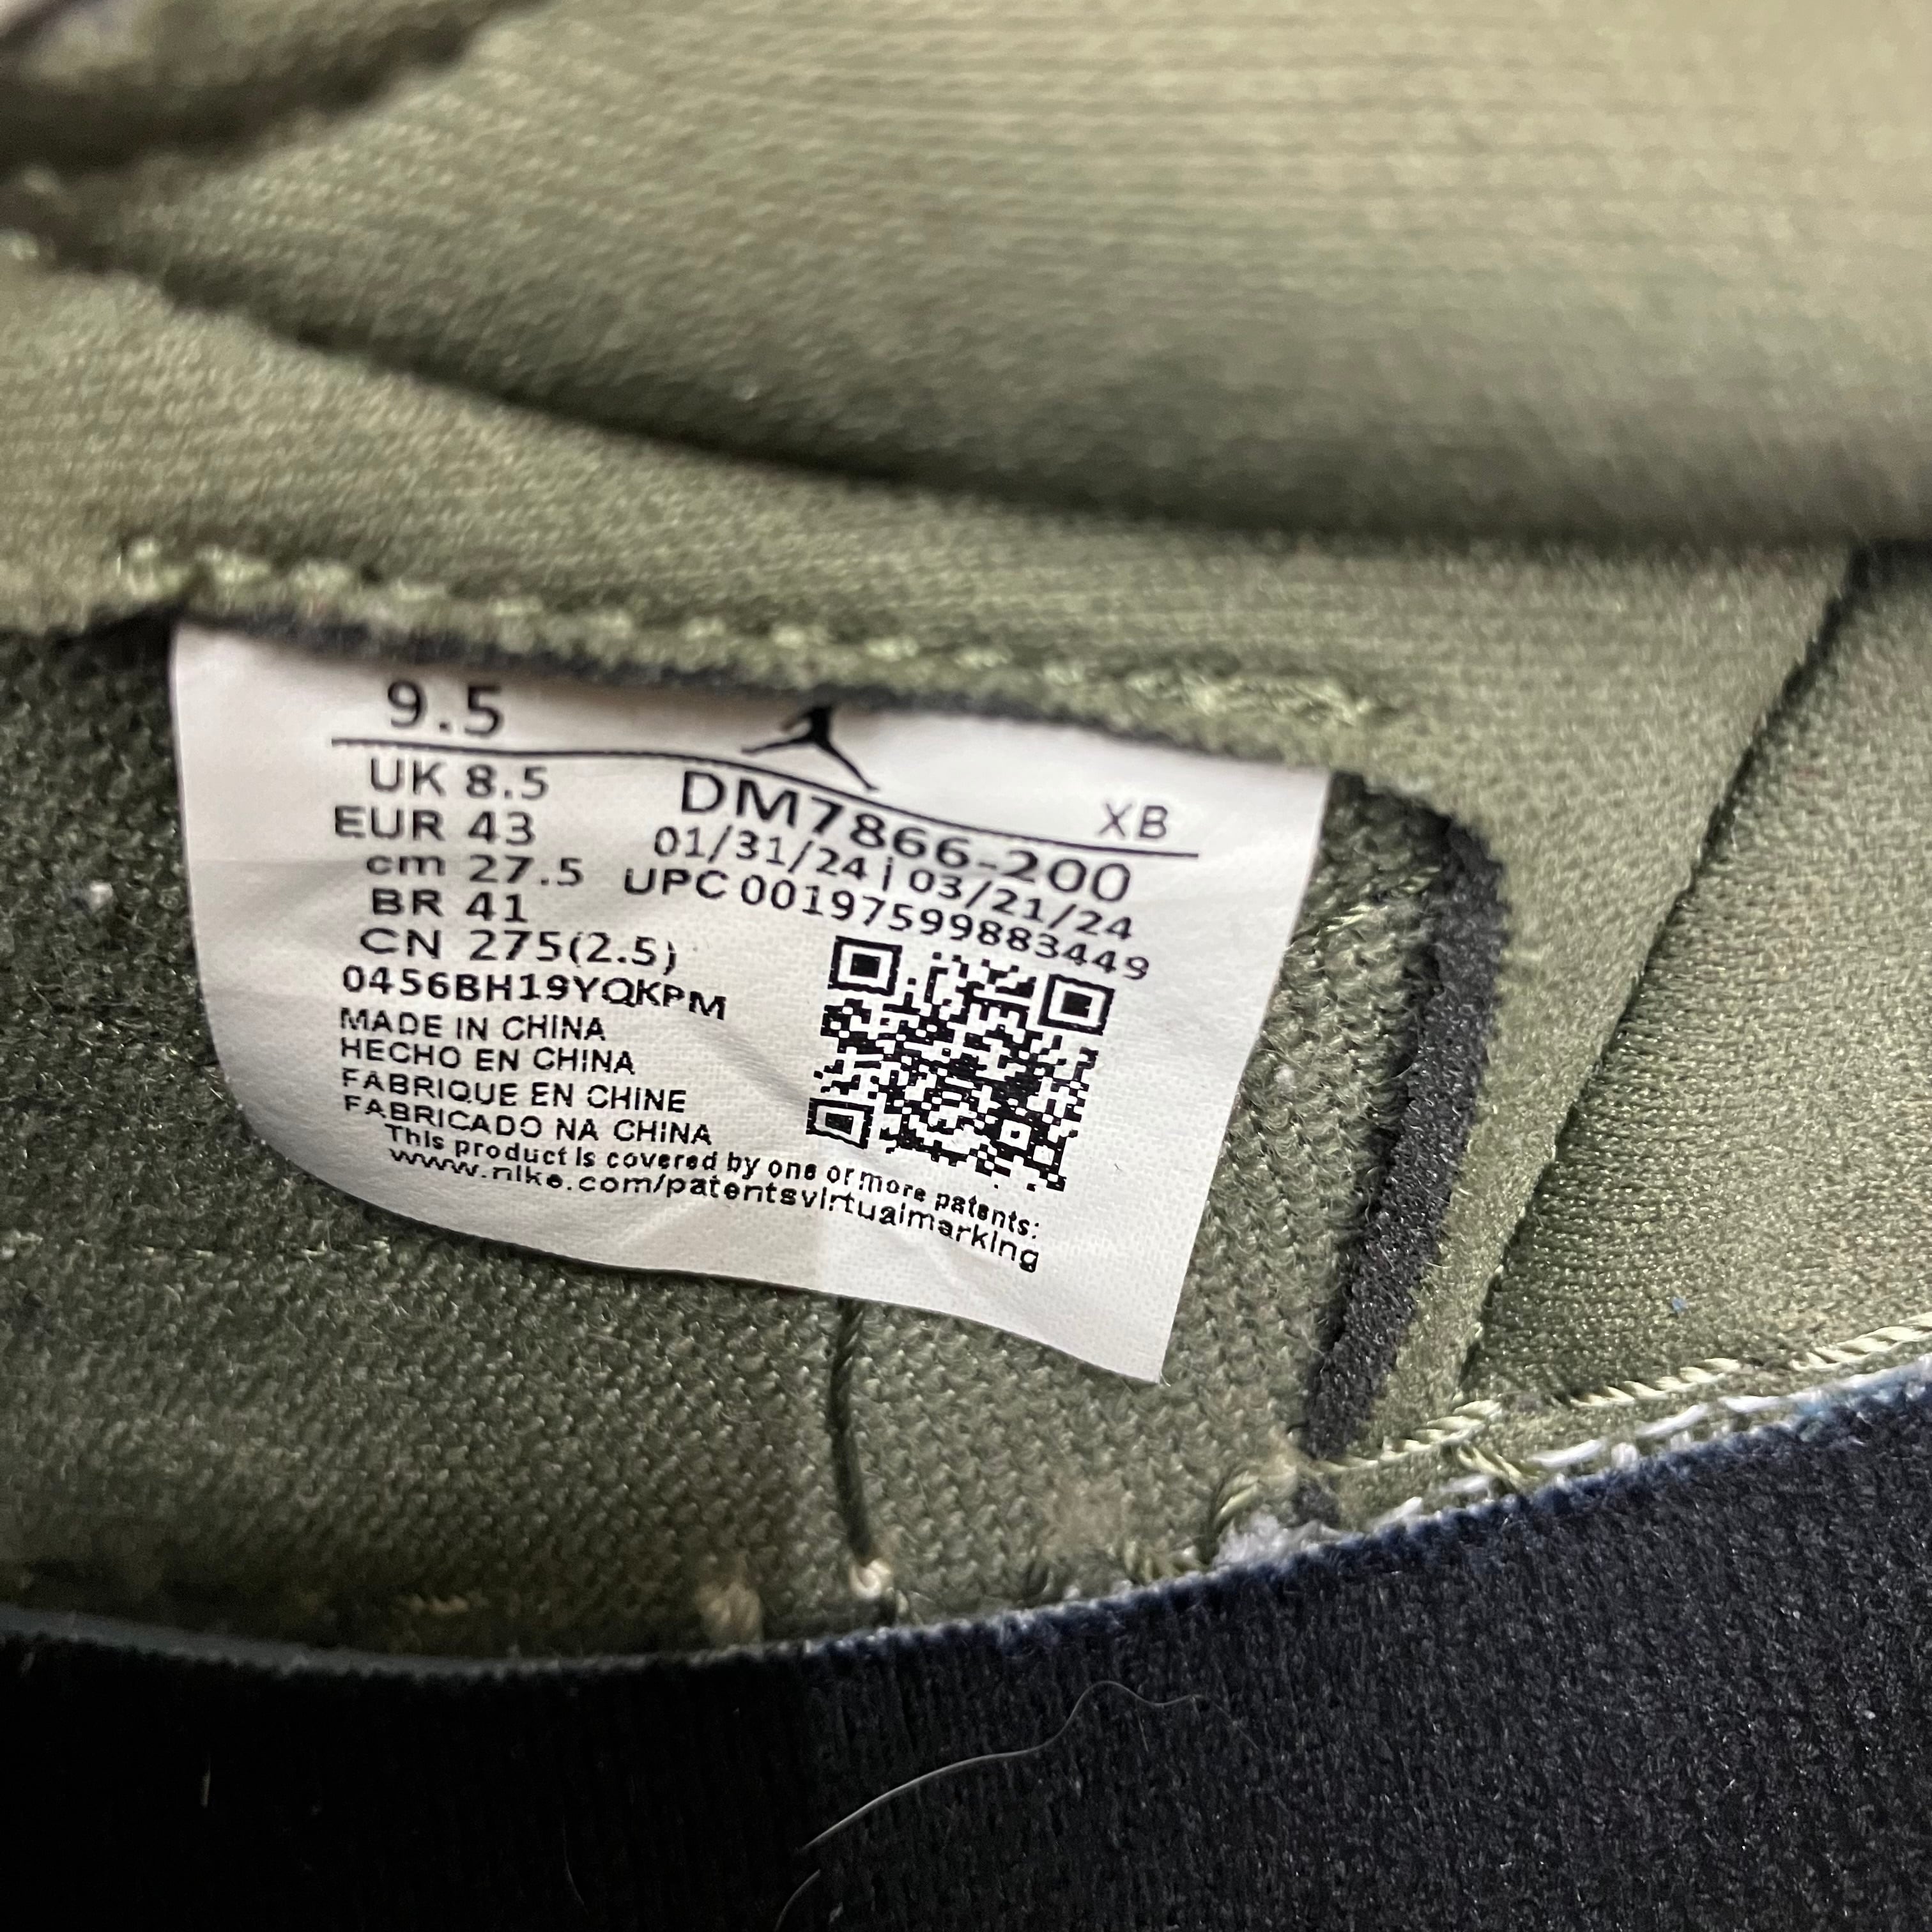 9.5
XB
UK 8.5
EUR 43
cm 27.5
BR 41
CN 275(2.5)
DM7866-200
01/31/24 | 03/21/24
UPC 00197599883449
0456BH19YQKPM
MADE IN CHINA
HECHO EN CHINA
FABRIQUE EN CHINE
FABRICADO NA CHINA
This product is covered by one or more patents:
www.nike.com/patentsvirtualmarking